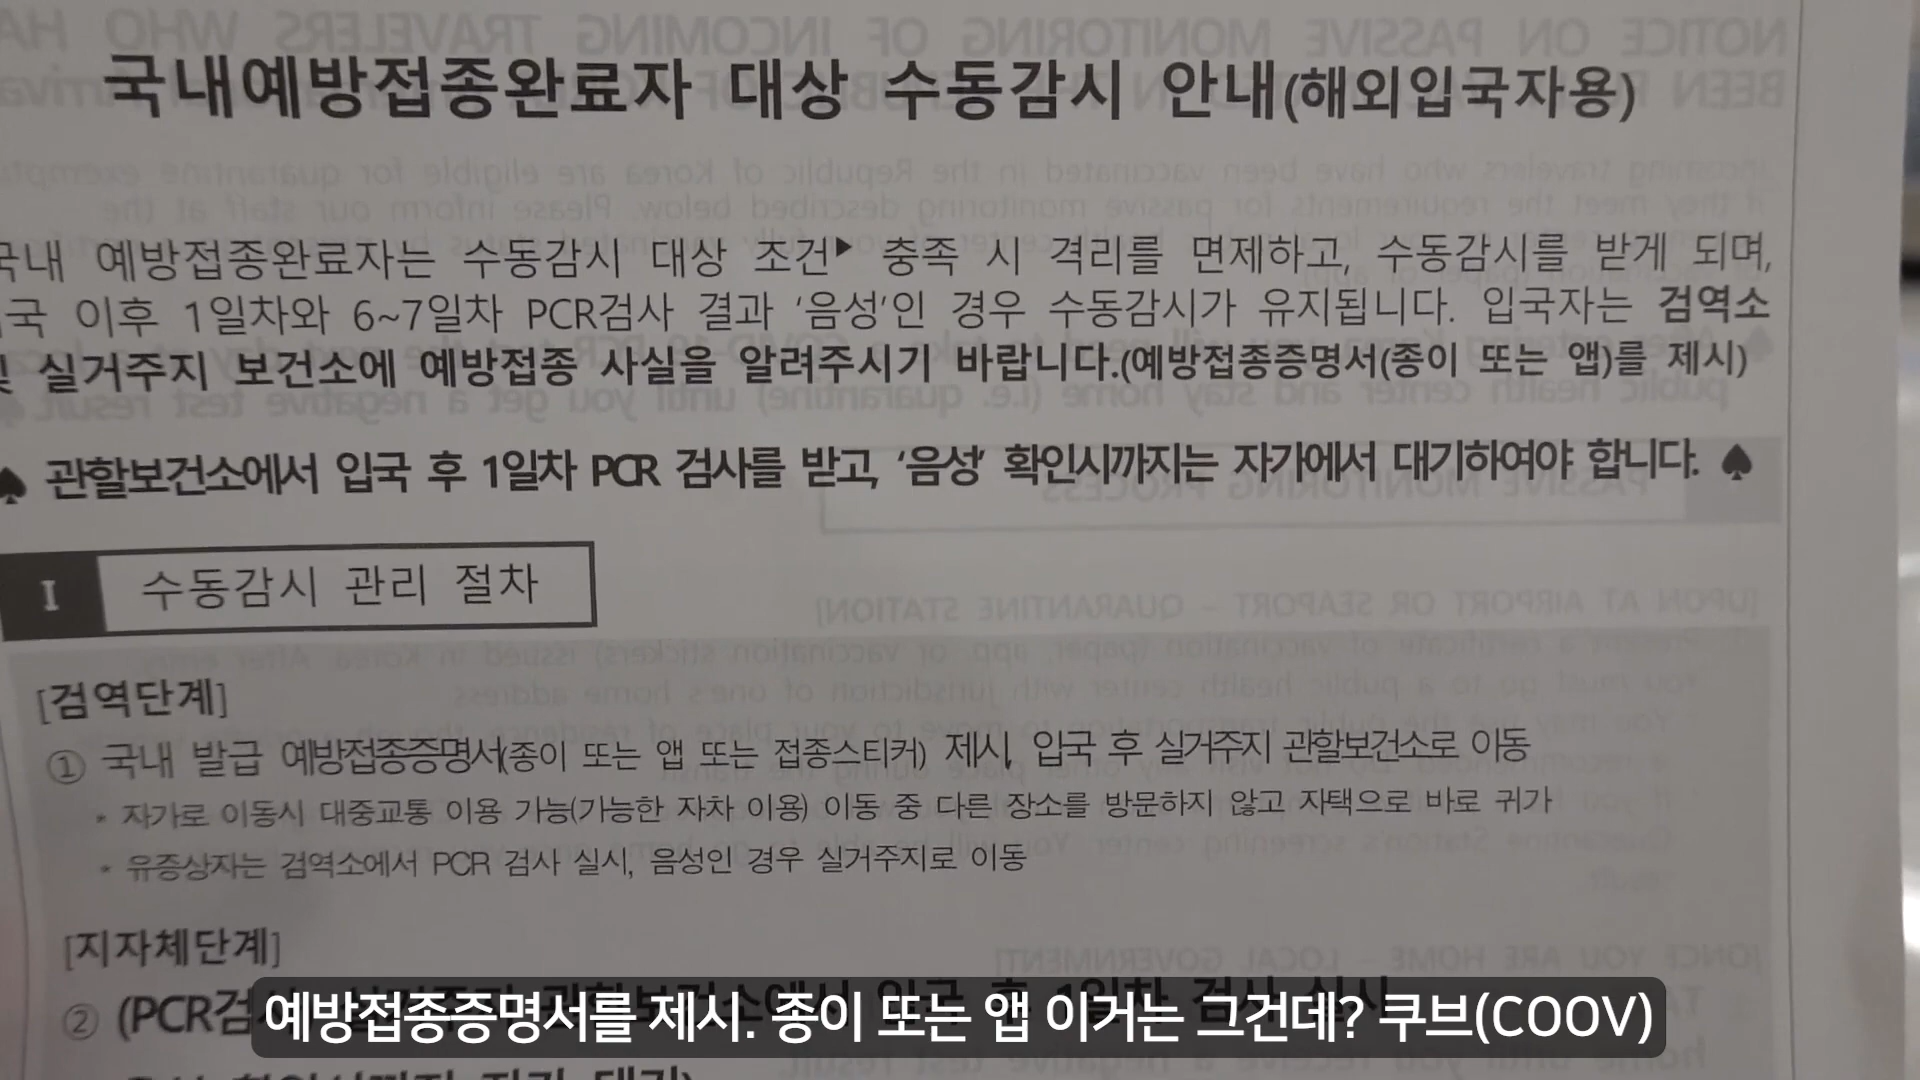 국내예방접종완료자 대상 수동감시 안내(해외입국자용)
국내 예방접종완료자는 수동감시 대상 조건▶ 충족 시 격리를 면제하고, 수동감시를 받게 되며,
이후 1일차와 6~7일차 PCR검사 결과 ‘음성’인 경우 수동감시가 유지됩니다. 입국자는 검역소
실거주지 보건소에 예방접종 사실을 알려주시기 바랍니다.(예방접종증명서(종이 또는 앱)를 제시)
♠ 관할보건소에서 입국 후 1일차 PCR 검사를 받고, ‘음성’ 확인시까지는 자가에서 대기하여야 합니다. ♠
I 수동감시 관리 절차
[검역단계]
① 국내 발급 예방접종증명서(종이 또는 앱 또는 접종스티커) 제시, 입국 후 실거주지 관할보건소로 이동
* 자가로 이동시 대중교통 이용 가능(가능한 자차 이용) 이동 중 다른 장소를 방문하지 않고 자택으로 바로 귀가
* 유증상자는 검역소에서 PCR 검사 실시, 음성인 경우 실거주지로 이동
[지자체단계]
② (PCR검
예방접종증명서를 제시. 종이 또는 앱 이거는 그건데? 쿠브(COOV)